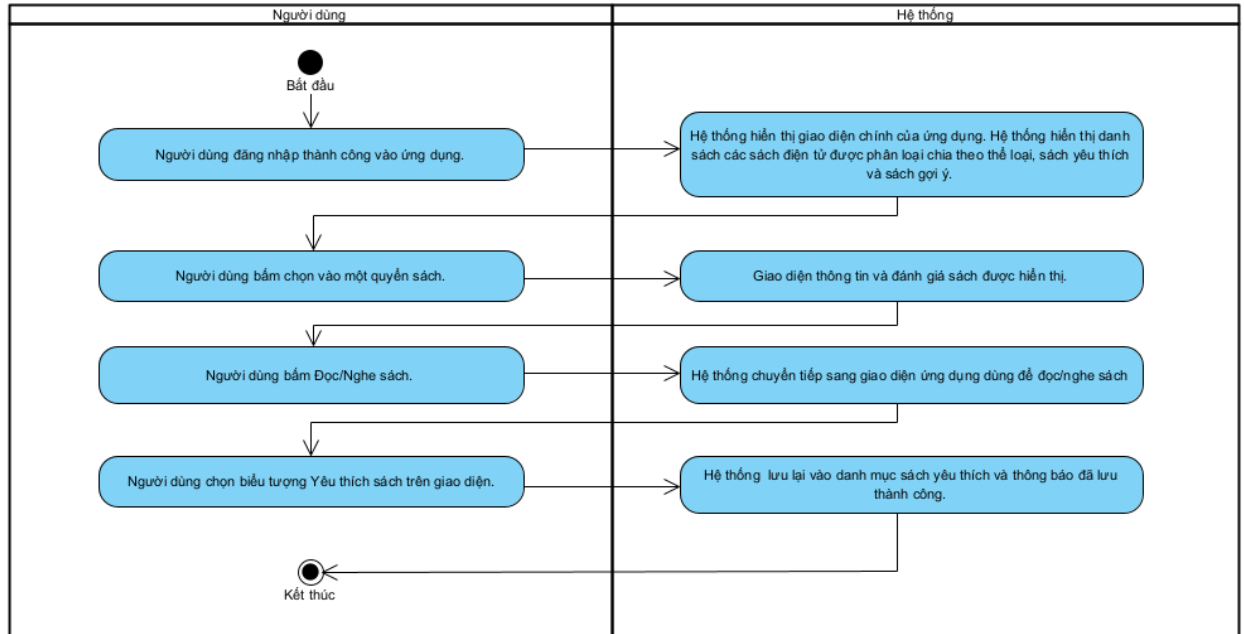 Người dùng
Hệ thống
Bắt đầu
Người dùng đăng nhập thành công vào ứng dụng.
Hệ thống hiển thị giao diện chính của ứng dụng. Hệ thống hiển thị danh
sách các sách điện tử được phân loại chia theo thể loại, sách yêu thích
và sách gợi ý.
Người dùng bấm chọn vào một quyển sách.
Giao diện thông tin và đánh giá sách được hiển thị.
Người dùng bấm Đọc/Nghe sách.
Hệ thống chuyển tiếp sang giao diện ứng dụng dùng để đọc/nghe sách
Người dùng chọn biểu tượng Yêu thích sách trên giao diện.
Hệ thống lưu lại vào danh mục sách yêu thích và thông báo đã lưu
thành công.
Kết thúc